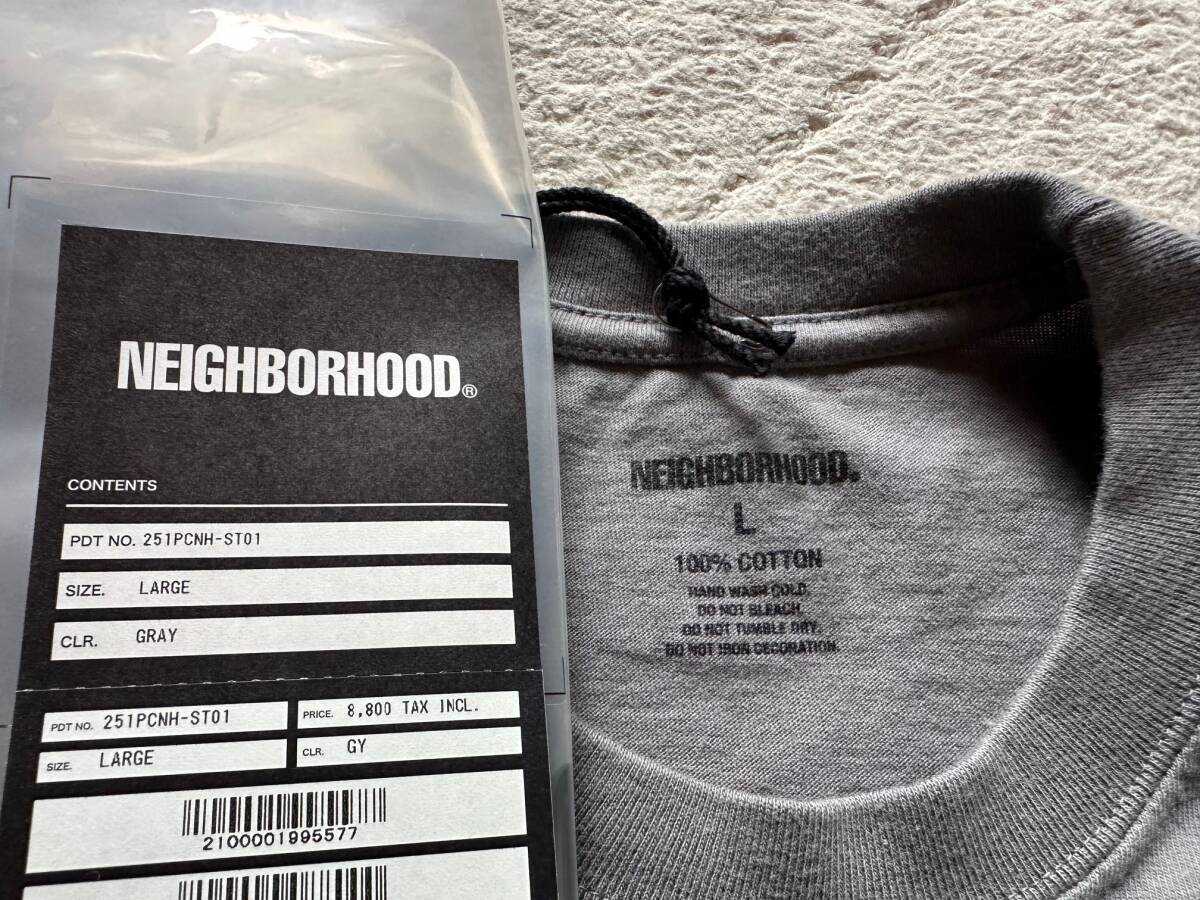 NEIGHBORHOOD®
CONTENTS
PDT NO. 251PCNH-ST01
SIZE. LARGE
CLR. GRAY
PDT NO. 251PCNH-ST01
PRICE. 8,800 TAX INCL.
SIZE. LARGE
CLR. GY
2100001995577
NEIGHBORHOOD.
L
100% COTTON
HAND WASH COLD.
DO NOT BLEACH.
DO NOT TUMBLE DRY.
DO NOT IRON DECORATION.